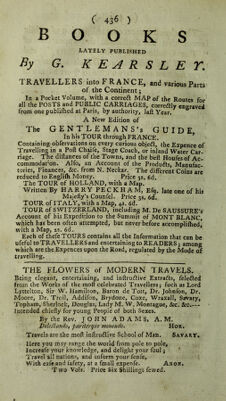 ( 436 )
BOOKS
LATELY PUBLISHED
By G. KEARSLEY.
TRAVELLERS into FRANCE, and various Parts
of the Continent;
In a Pocket Volume, with a correct MAP of the Routes for
all the POSTS and PUBLIC CARRIAGES, correctly engraved
from one published at Paris, by authority, last Year.
A New Edition of
The GENTLEMANS's GUIDE,
In his TOUR through FRANCE.
Containing observations on every curious object, the Expence of
Travelling in a Post Chaise, Stage Coach, or inland Water Car-
riage. The distances of the Towns, and the best Houses of Ac-
commodation. Also, an Account of the Products, Manufac-
tories, Finances, &c. from N. Neckar. The different Coins are
reduced to English Money. Price 5s. 6d.
The TOUR of HOLLAND, with a Map.
Written by HARRY PECKHAM, Esq. late one of his
Majesty's Counsel. Price 3s. 6d.
TOUR of ITALY, with a Map, 4s. 6d.
TOUR of SWITZERLAND, including M. De SAUSSURE's
Account of his Expedition to the Summit of MONT BLANC,
which has been often attempted, but never before accomplished,
with a Map, 2s. 6d.
Each of these TOURS contains all the Information that can be
useful to TRAVELLERS and entertaining to READERS; among
which are the Expences upon the Road, regulated by the Mode of
travelling.
THE FLOWERS OF MODERN TRAVELS.
Being elegant, entertaining, and instructive Extracts, selected
from the Works of the most celebrated Travellers; such as Lord
Lyttelton, Sir W. Hamilton, Baron de Tott, Dr. Johnson, Dr.
Moore, Dr. Troil, Addison, Brydone, Coxe, Wraxall, Savary,
Topham, Sherlock, Douglas, Lady M. W. Montague, &c. &c.—
Intended chiefly for young People of both Sexes.
By the Rev. JOHN ADAMS, A. M.
Delectando, pariterque monendo. HOR.
Travels are the most instructive School of Man. SAVARY.
Here you may range the world from pole to pole,
Increase your knowledge, and delight your soul;
Travel all nations, and inform your sense,
With ease and safety, at a small expense. ANON.
Two Vols. Price Six Shillings sewed.